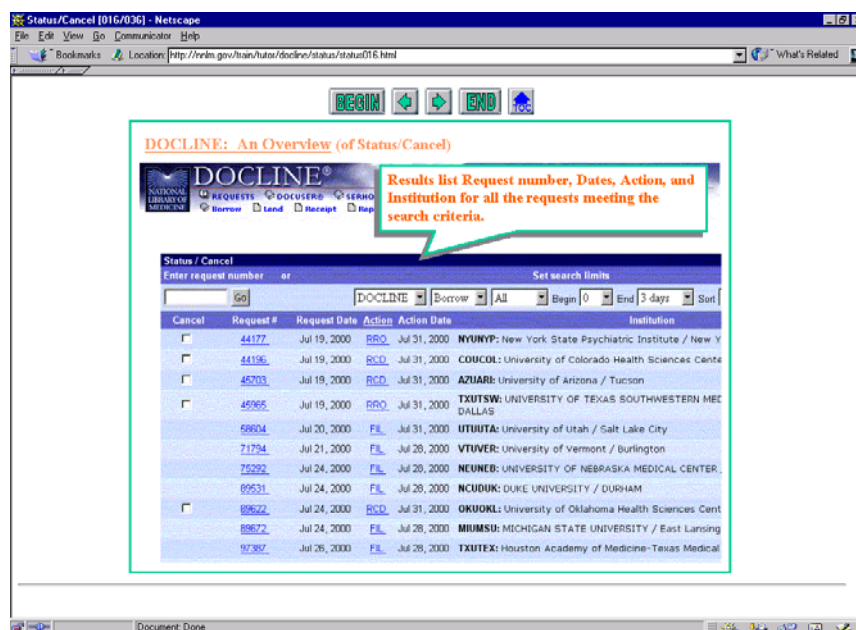 Status/Cancel [016/036] - Netscape
File Edit View Go Communicator Help
Bookmarks Location: http://nnlm.gov/train/tutor/docline/status/status016.html What's Related
BEGIN END TOC
DOCLINE: An Overview (of Status/Cancel)
NATIONAL LIBRARY OF MEDICINE
DOCLINE®
REQUESTS DOCUSER® SERHO
Borrow Lend Receipt Rep
Results list Request number, Dates, Action, and
Institution for all the requests meeting the
search criteria.
Status / Cancel
Enter request number or Set search limits
Go DOCLINE Borrow All Begin 0 End 3 days Sort
Cancel Request # Request Date Action Action Date Institution
44177 Jul 19, 2000 RRO Jul 31, 2000 NYUNYP: New York State Psychiatric Institute / New Y
44196 Jul 19, 2000 RCD Jul 31, 2000 COUCOL: University of Colorado Health Sciences Cente
45703 Jul 19, 2000 RCD Jul 31, 2000 AZUARI: University of Arizona / Tucson
45965 Jul 19, 2000 RRO Jul 31, 2000 TXUTSW: UNIVERSITY OF TEXAS SOUTHWESTERN MED
DALLAS
58604 Jul 20, 2000 FIL Jul 31, 2000 UTUUTA: University of Utah / Salt Lake City
71794 Jul 21, 2000 FIL Jul 28, 2000 VTUVER: University of Vermont / Burlington
75292 Jul 24, 2000 FIL Jul 28, 2000 NEUNEB: UNIVERSITY OF NEBRASKA MEDICAL CENTER
89531 Jul 24, 2000 FIL Jul 28, 2000 NCUDUK: DUKE UNIVERSITY / DURHAM
89622 Jul 24, 2000 RCD Jul 31, 2000 OKUOKL: University of Oklahoma Health Sciences Cent
89672 Jul 24, 2000 FIL Jul 28, 2000 MIUMSU: MICHIGAN STATE UNIVERSITY / East Lansing
97387 Jul 26, 2000 FIL Jul 28, 2000 TXUTEX: Houston Academy of Medicine-Texas Medical
Document: Done